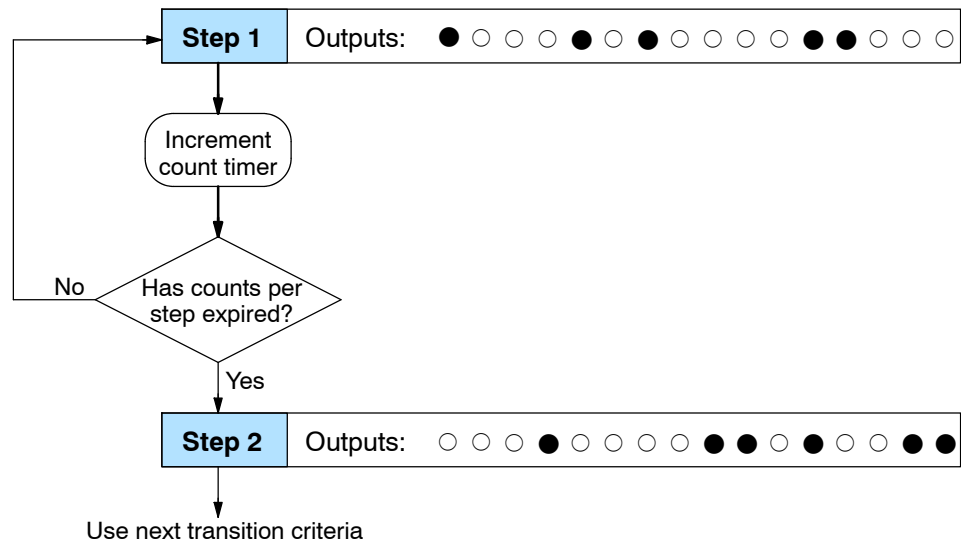 Step 1 Outputs:
Increment
count timer
No
Has counts per
step expired?
Yes
Step 2 Outputs:
Use next transition criteria